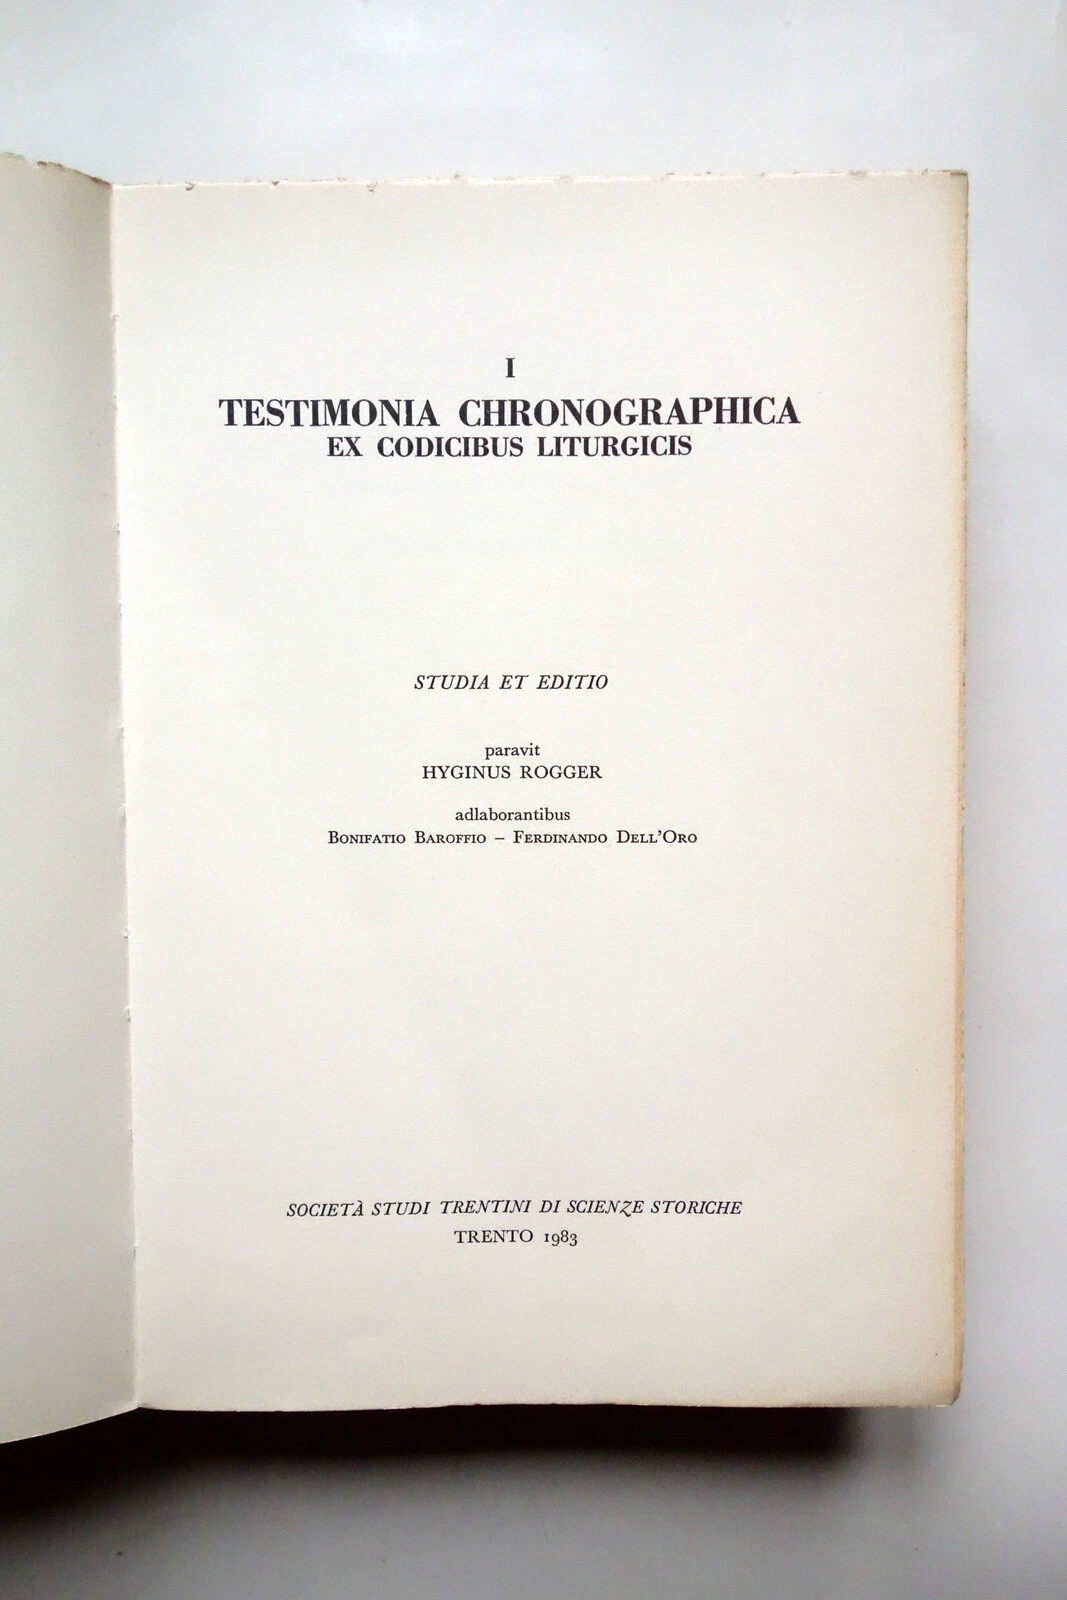 I
TESTIMONIA CHRONOGRAPHICA
EX CODICIBUS LITURGICIS
STUDIA ET EDITIO
paravit
HYGINUS ROGGER
adlaborantibus
BONIFATIO BAROFFIO – FERDINANDO DELL'ORO
SOCIETÀ STUDI TRENTINI DI SCIENZE STORICHE
TRENTO 1983